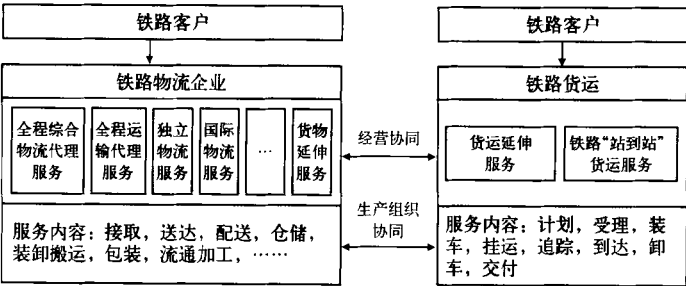 铁路客户
铁路客户
铁路物流企业
铁路货运
全程综合
物流代理
服务
全程运
输代理
服务
独立
物流
服务
国际
物流
服务
…
货物
延伸
服务
经营协同
货运延伸
服务
铁路“站到站”
货运服务
生产组织
协同
服务内容：接取，送达，配送，仓储，
装卸搬运，包装，流通加工，……
服务内容：计划，受理，装
车，挂运，追踪，到达，卸
车，交付